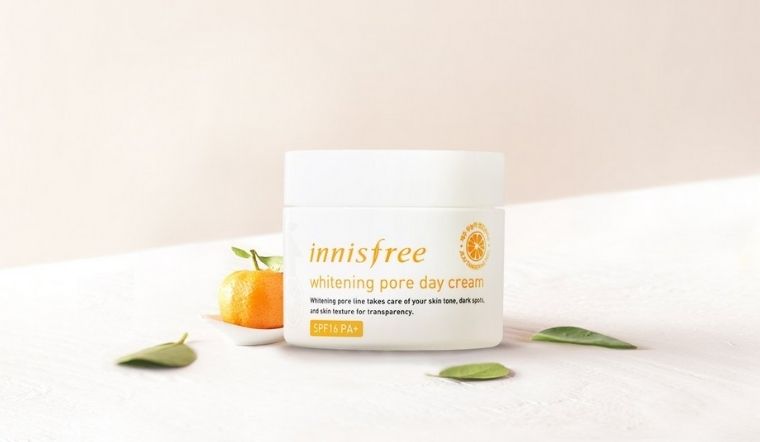 innisfree
whitening pore day cream
Whitening pore line takes care of your skin tone, dark spots,
and skin texture for transparency.
SPF16 PA+